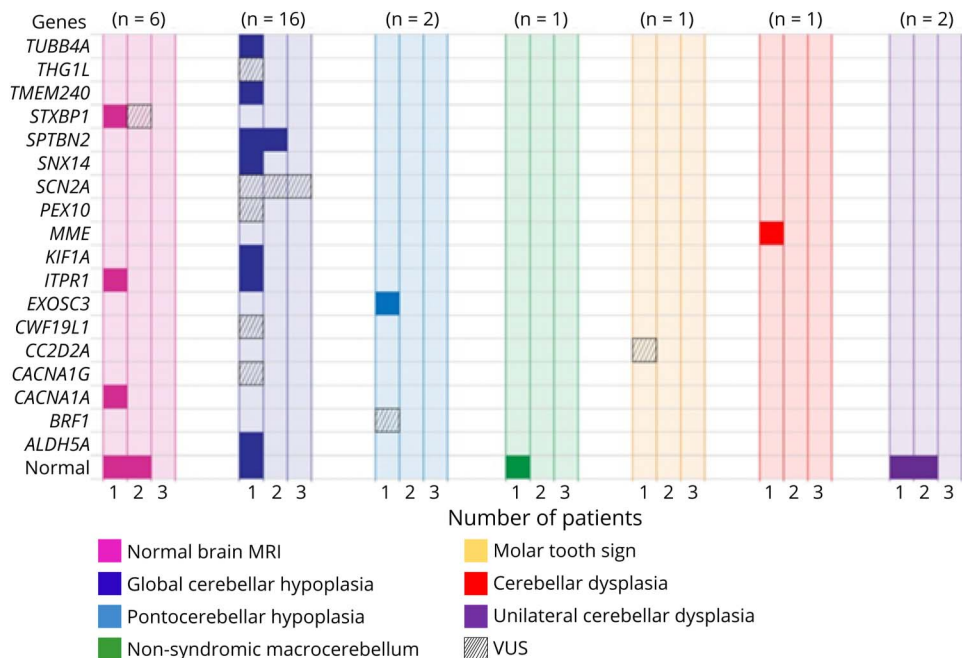 Genes (n = 6) (n = 16) (n = 2) (n = 1) (n = 1) (n = 1) (n = 2)
TUBB4A
THG1L
TMEM240
STXBP1
SPTBN2
SNX14
SCN2A
PEX10
MME
KIF1A
ITPR1
EXOSC3
CWF19L1
CC2D2A
CACNA1G
CACNA1A
BRF1
ALDH5A
Normal
1 2 3 1 2 3 1 2 3 1 2 3 1 2 3 1 2 3 1 2 3
Number of patients
Normal brain MRI
Global cerebellar hypoplasia
Pontocerebellar hypoplasia
Non-syndromic macrocerebellum
Molar tooth sign
Cerebellar dysplasia
Unilateral cerebellar dysplasia
VUS